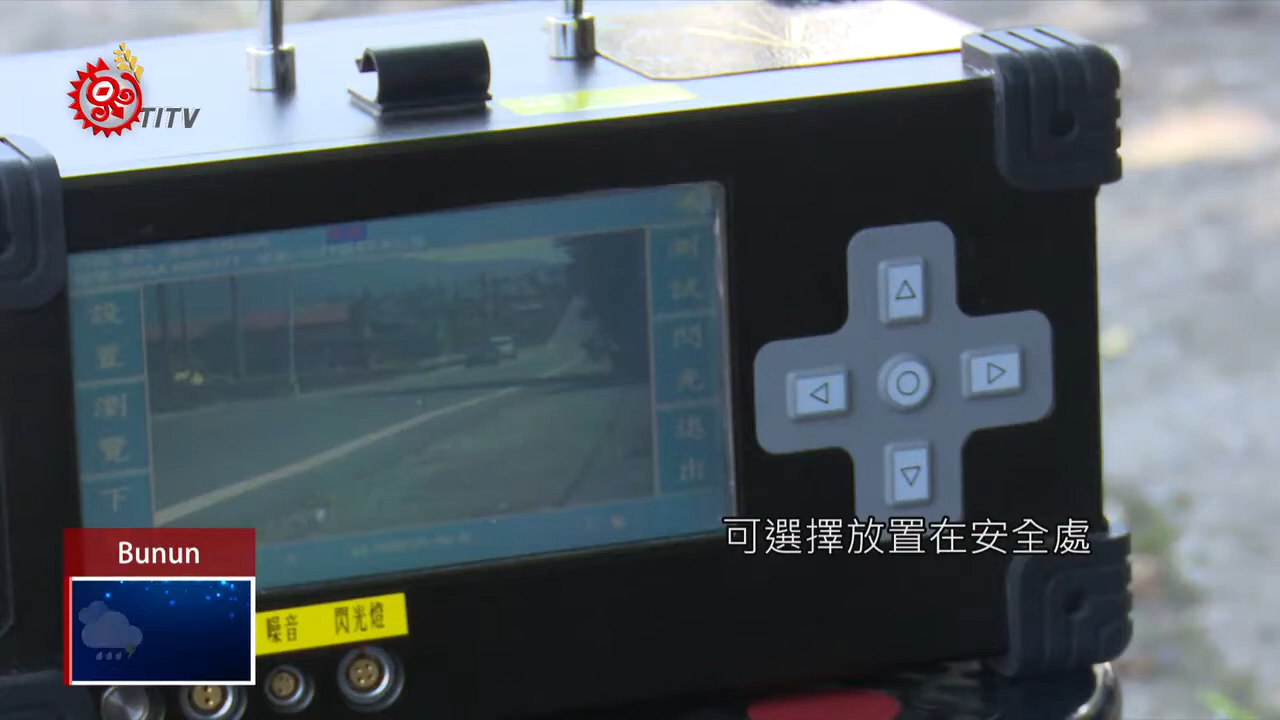 TITV
設置
測試
瀏覽
閃光
退出
下
可選擇放置在安全處
Bunun
噪音 閃光燈